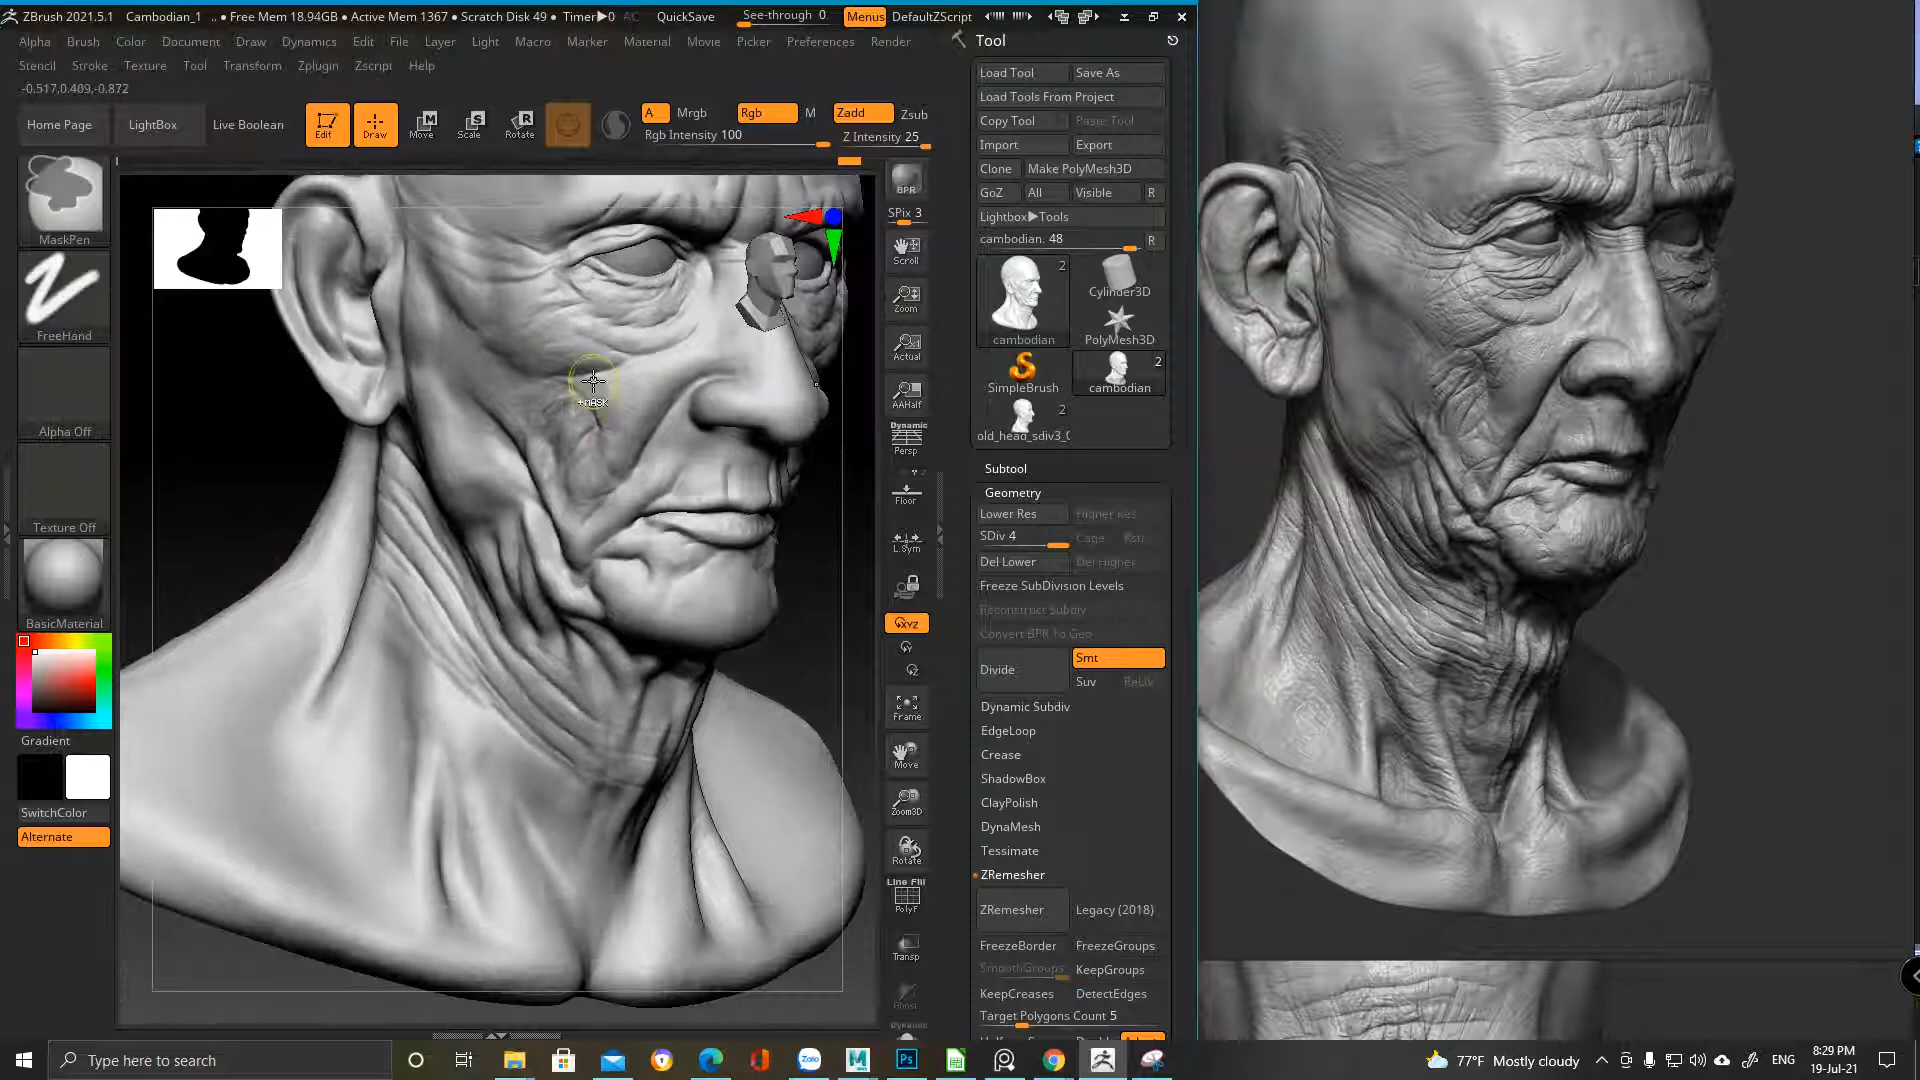 ZBrush 2021.5.1 Cambodian_1 .. ● Free Mem 18.94GB ● Active Mem 1367 ● Scratch Disk 49 ● Timer▶0 AC QuickSave See-through 0 Menus DefaultZScript
Alpha Brush Color Document Draw Dynamics Edit File Layer Light Macro Marker Material Movie Picker Preferences Render
Stencil Stroke Texture Tool Transform Zplugin Zscript Help
-0.517,0.409,-0.872
Home Page LightBox Live Boolean Edit Draw Move Scale Rotate
A Mrgb Rgb M Zadd Zsub
Rgb Intensity 100 Z Intensity 25
MaskPen
FreeHand
Alpha Off
Texture Off
BasicMaterial
Gradient
SwitchColor
Alternate
+MASK
BPR
SPix 3
Scroll
Zoom
Actual
AAHalf
Dynamic
Persp
Floor
L.Sym
XYZ
Frame
Move
Zoom3D
Rotate
Line Fill
PolyF
Transp
Ghost
Dynamic
Tool
Load Tool Save As
Load Tools From Project
Copy Tool Paste Tool
Import Export
Clone Make PolyMesh3D
GoZ All Visible R
Lightbox▶Tools
cambodian. 48 R
2
Cylinder3D
cambodian PolyMesh3D
2
SimpleBrush cambodian
2
old_head_sdiv3_0
Subtool
Geometry
Lower Res Higher Res
SDiv 4 Cage Rstr
Del Lower Del Higher
Freeze SubDivision Levels
Reconstruct Subdiv
Convert BPR To Geo
Divide Smt
Suv ReUV
Dynamic Subdiv
EdgeLoop
Crease
ShadowBox
ClayPolish
DynaMesh
Tessimate
ZRemesher
ZRemesher Legacy (2018)
FreezeBorder FreezeGroups
SmoothGroups KeepGroups
KeepCreases DetectEdges
Target Polygons Count 5
Type here to search
Zalo
Ps
77°F Mostly cloudy
ENG
8:29 PM
19-Jul-21